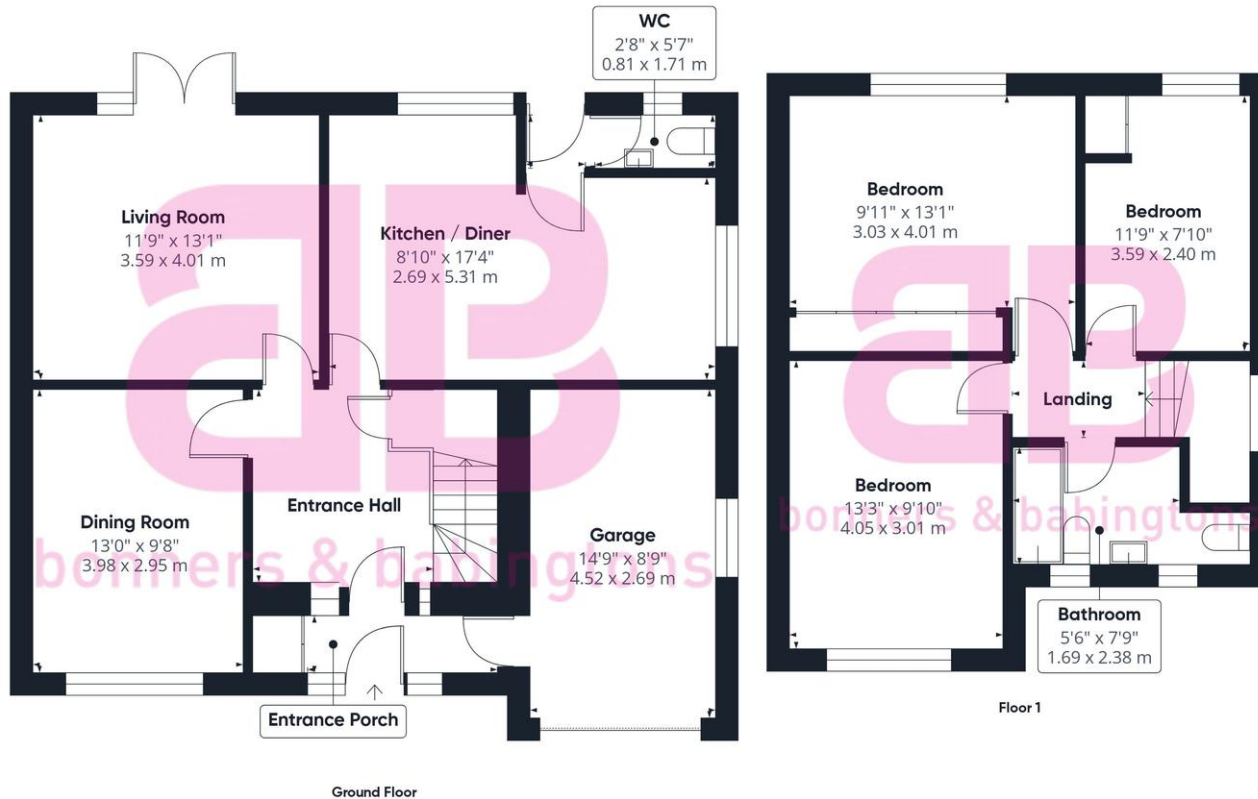 WC
2'8" x 5'7"
0.81 x 1.71 m
Living Room
11'9" x 13'1"
3.59 x 4.01 m
Kitchen / Diner
8'10" x 17'4"
2.69 x 5.31 m
Dining Room
13'0" x 9'8"
3.98 x 2.95 m
Entrance Hall
Garage
14'9" x 8'9"
4.52 x 2.69 m
Entrance Porch
aB
bonners & babingtons
Ground Floor
Bedroom
9'11" x 13'1"
3.03 x 4.01 m
Bedroom
11'9" x 7'10"
3.59 x 2.40 m
Landing
Bedroom
13'3" x 9'10"
4.05 x 3.01 m
Bathroom
5'6" x 7'9"
1.69 x 2.38 m
aB
bonners & babingtons
Floor 1